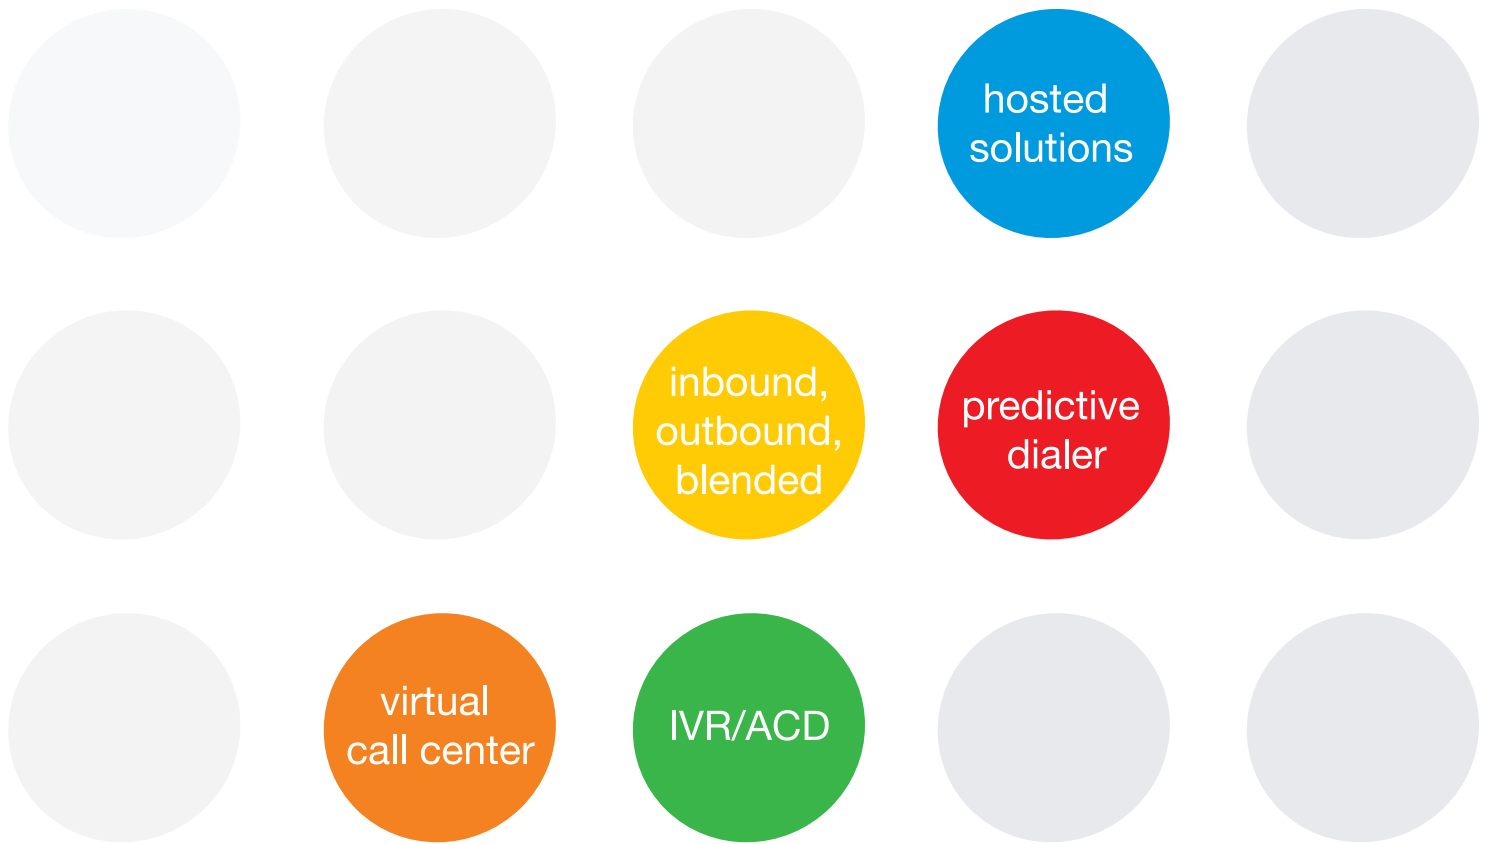 hosted
solutions
inbound,
outbound,
blended
predictive
dialer
virtual
call center
IVR/ACD